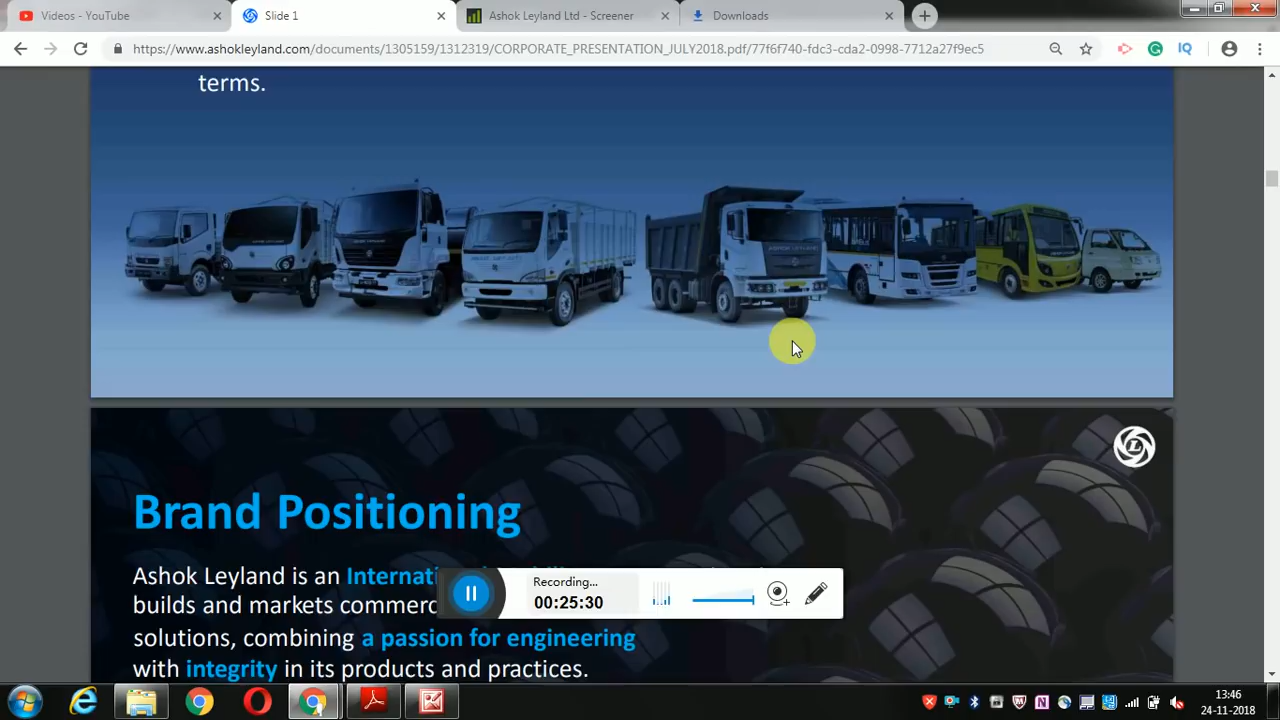 Videos - YouTube
Slide 1
Ashok Leyland Ltd - Screener
Downloads
https://www.ashokleyland.com/documents/1305159/1312319/CORPORATE_PRESENTATION_JULY2018.pdf/77f6f740-fdc3-cda2-0998-7712a27f9ec5
terms.
ASHOK LEYLAND
Brand Positioning
Ashok Leyland is an
builds and markets
solutions, combining a passion for engineering
with integrity in its products and practices.
Recording...
00:25:30
13:46
24-11-2018